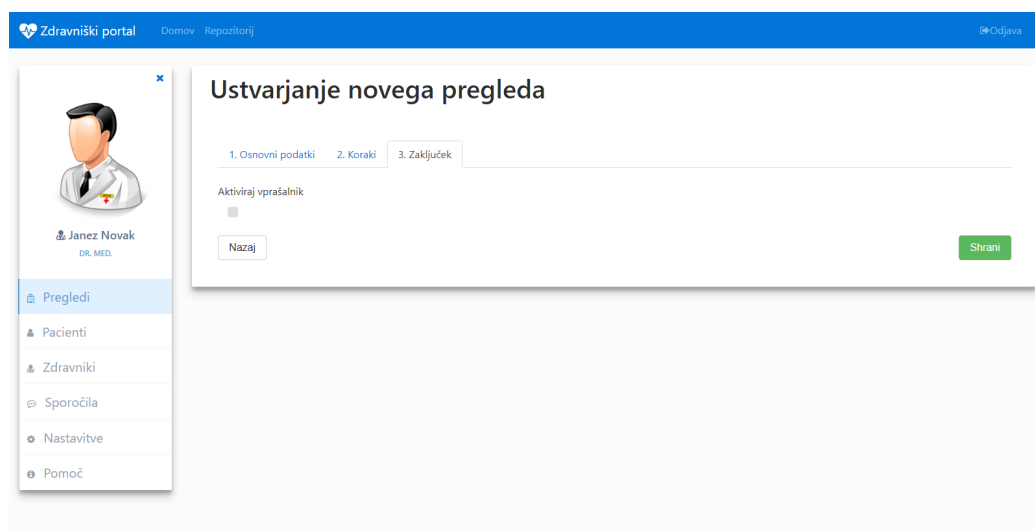 Zdravniški portal Domov Repozitorij Odjava
Ustvarjanje novega pregleda
1. Osnovni podatki 2. Koraki 3. Zaključek
Aktiviraj vprašalnik
Nazaj Shrani
Janez Novak
DR. MED.
Pregledi
Pacienti
Zdravniki
Sporočila
Nastavitve
Pomoč